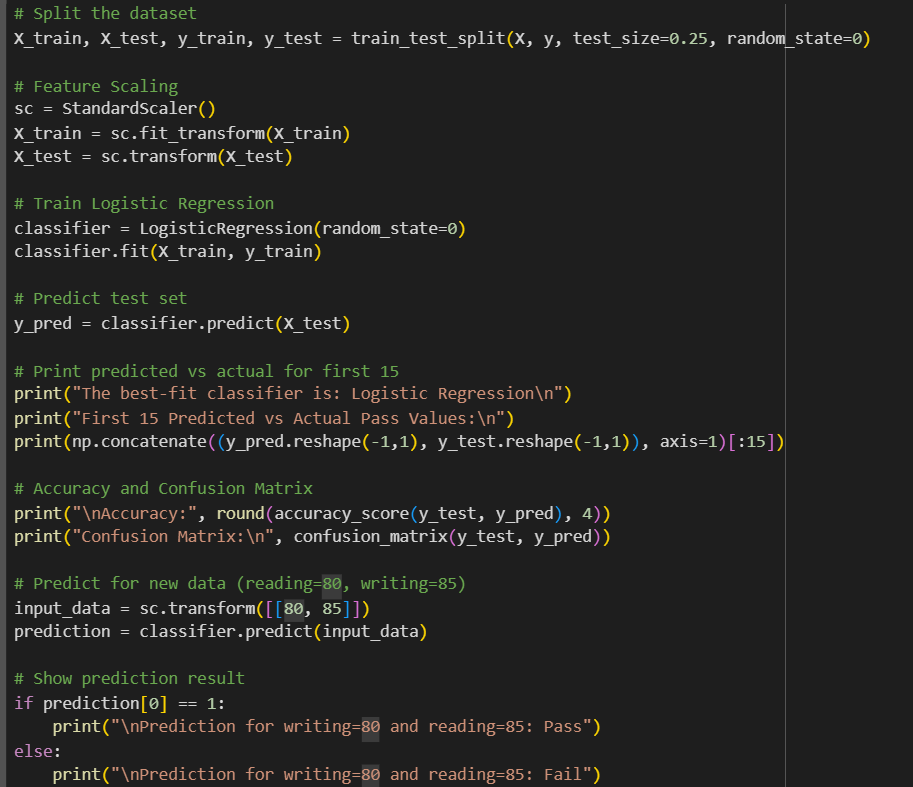 # Split the dataset
X_train, X_test, y_train, y_test = train_test_split(X, y, test_size=0.25, random_state=0)
# Feature Scaling
sc = StandardScaler()
X_train = sc.fit_transform(X_train)
X_test = sc.transform(X_test)
# Train Logistic Regression
classifier = LogisticRegression(random_state=0)
classifier.fit(X_train, y_train)
# Predict test set
y_pred = classifier.predict(X_test)
# Print predicted vs actual for first 15
print("The best-fit classifier is: Logistic Regression\n")
print("First 15 Predicted vs Actual Pass Values:\n")
print(np.concatenate((y_pred.reshape(-1,1), y_test.reshape(-1,1)), axis=1)[:15])
# Accuracy and Confusion Matrix
print("\nAccuracy:", round(accuracy_score(y_test, y_pred), 4))
print("Confusion Matrix:\n", confusion_matrix(y_test, y_pred))
# Predict for new data (reading=80, writing=85)
input_data = sc.transform([[80, 85]])
prediction = classifier.predict(input_data)
# Show prediction result
if prediction[0] == 1:
    print("\nPrediction for writing=80 and reading=85: Pass")
else:
    print("\nPrediction for writing=80 and reading=85: Fail")